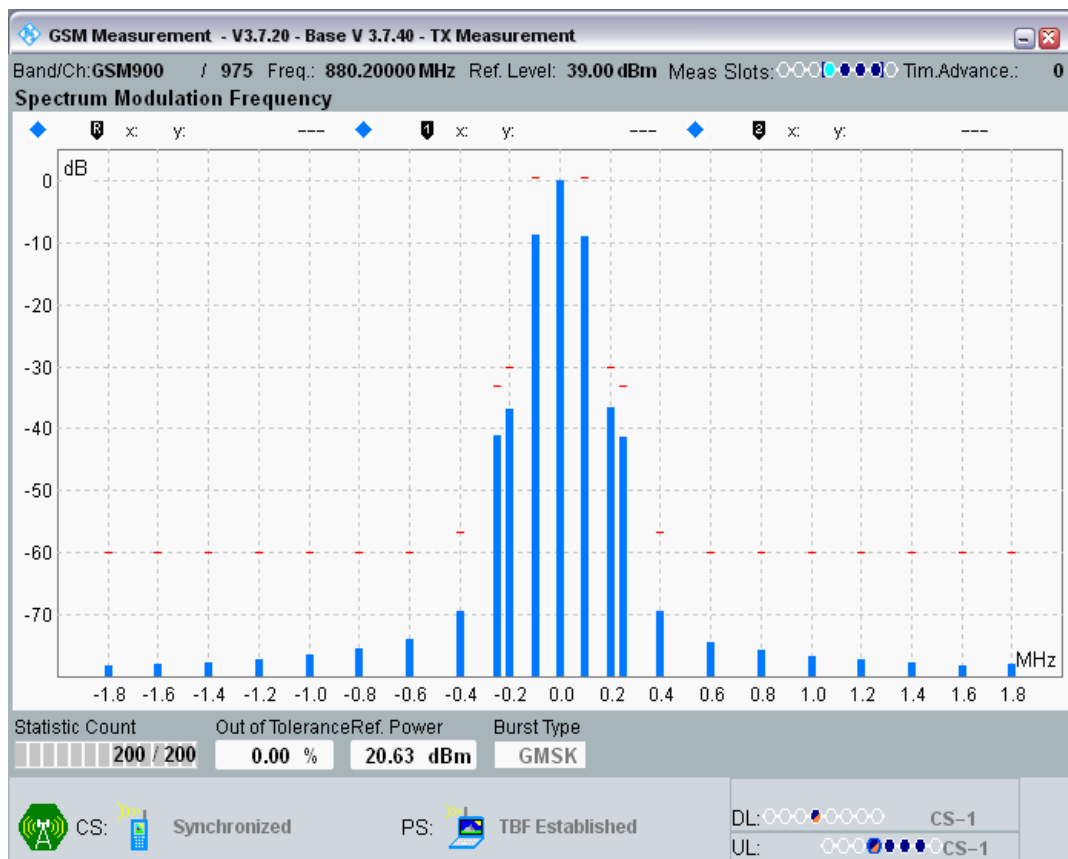 GSM Measurement - V3.7.20 - Base V 3.7.40 - TX Measurement
Band/Ch:GSM900 / 975 Freq.: 880.20000 MHz Ref. Level: 39.00 dBm Meas Slots: Tim.Advance.: 0
Spectrum Modulation Frequency
R x: y: --- 1 x: y: --- 2 x: y: ---
dB
0
-10
-20
-30
-40
-50
-60
-70
MHz
-1.8 -1.6 -1.4 -1.2 -1.0 -0.8 -0.6 -0.4 -0.2 0.0 0.2 0.4 0.6 0.8 1.0 1.2 1.4 1.6 1.8
Statistic Count Out of Tolerance Ref. Power Burst Type
200 / 200 0.00 % 20.63 dBm GMSK
CS: Synchronized PS: TBF Established
DL: CS-1
UL: CS-1